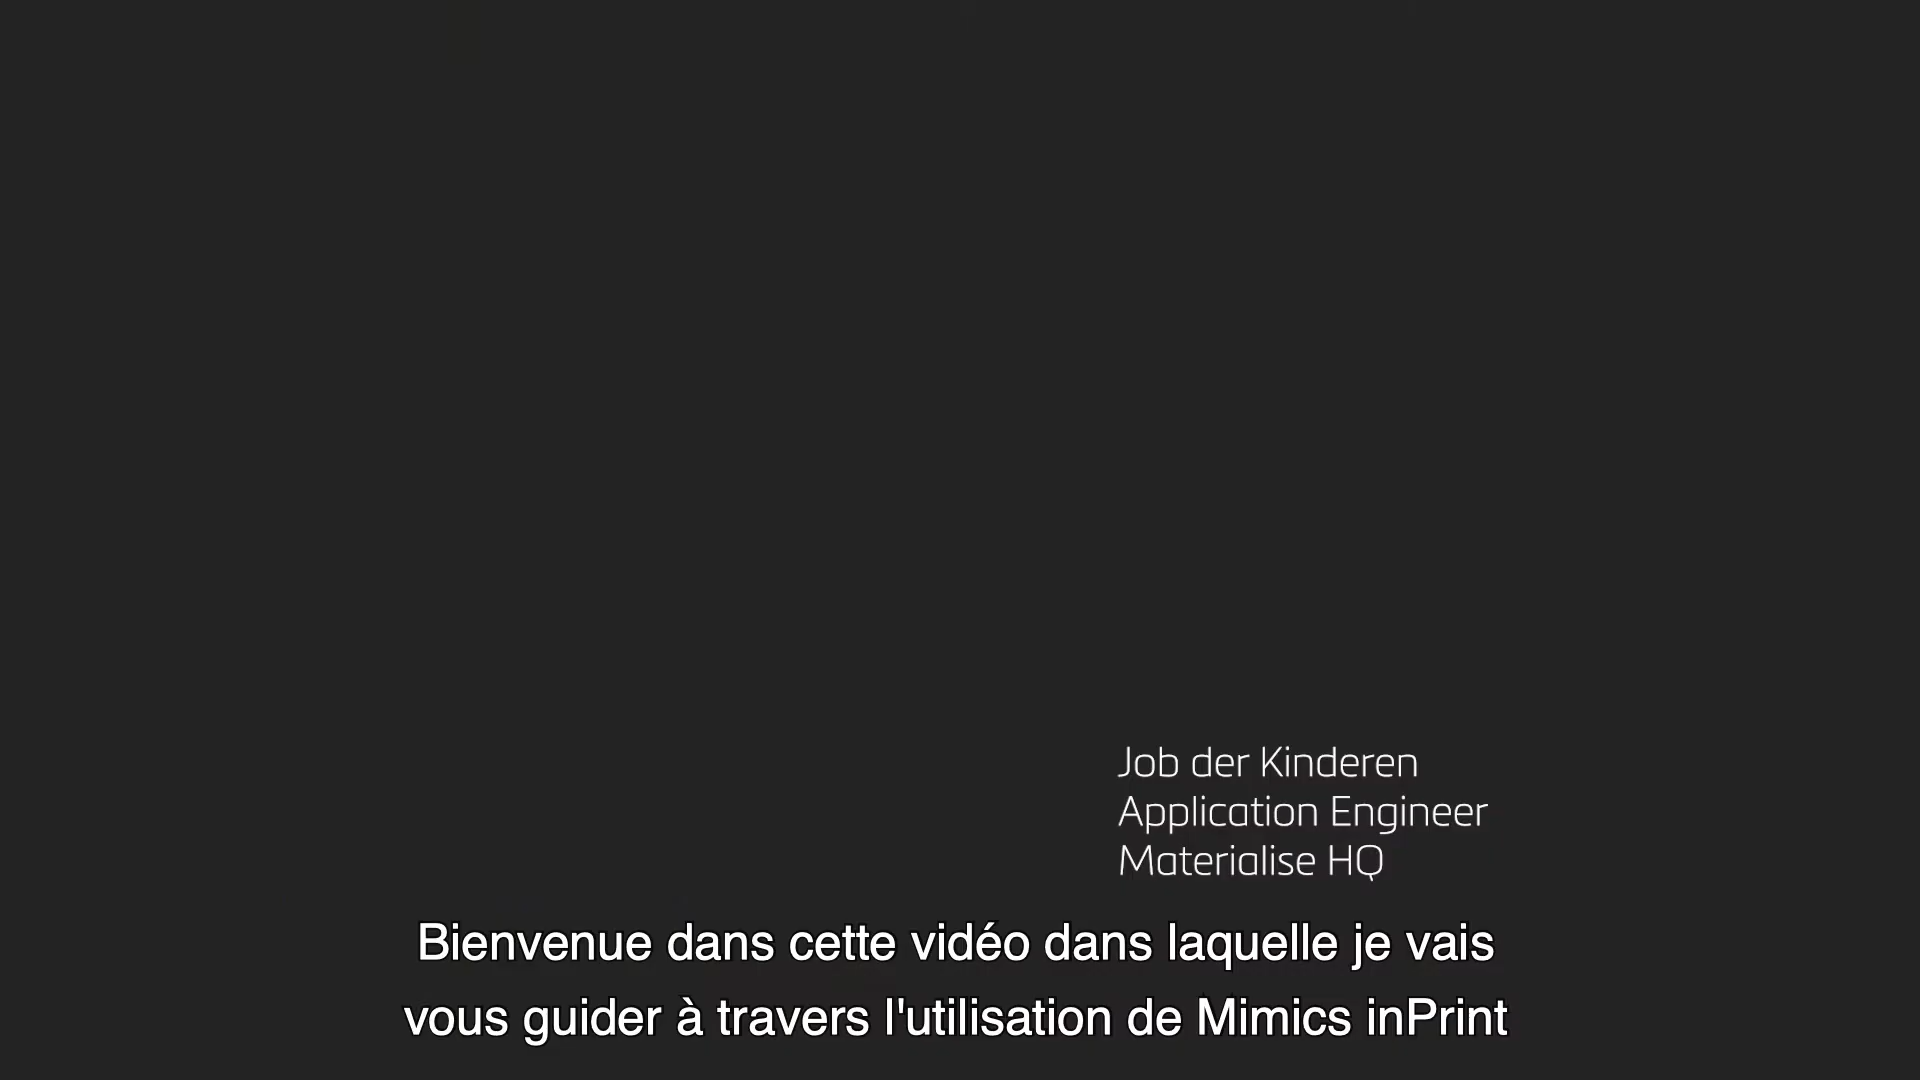 Job der Kinderen
Application Engineer
Materialise HQ
Bienvenue dans cette vidéo dans laquelle je vais
vous guider à travers l'utilisation de Mimics inPrint